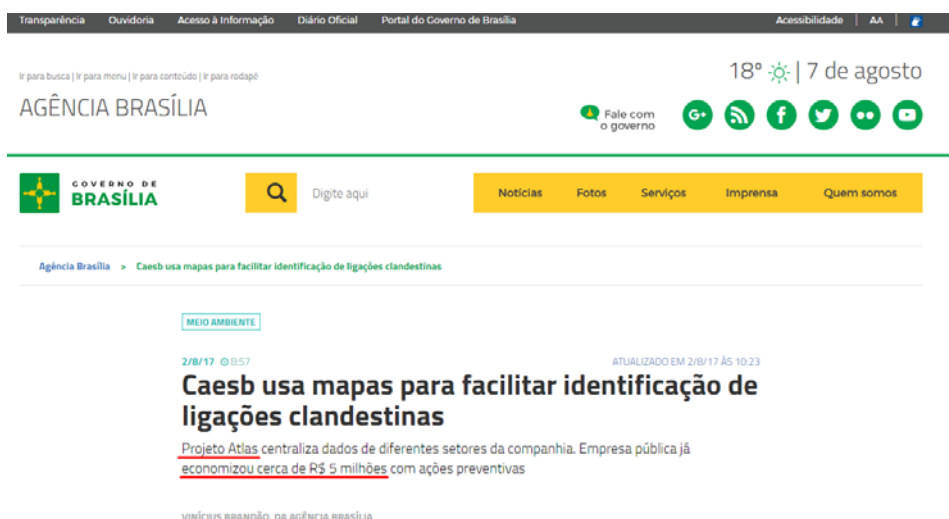 Transparência Ouvidoria Acesso à Informação Diário Oficial Portal do Governo de Brasília Acessibilidade | AA |
18° | 7 de agosto
Ir para busca | Ir para menu | Ir para conteúdo | Ir para rodapé
AGÊNCIA BRASÍLIA
Fale com
o governo
G+
GOVERNO DE
BRASÍLIA
Digite aqui
Notícias Fotos Serviços Imprensa Quem somos
Agência Brasília > Caesb usa mapas para facilitar identificação de ligações clandestinas
MEIO AMBIENTE
2/8/17 8:57 ATUALIZADO EM 2/8/17 ÀS 10:23
Caesb usa mapas para facilitar identificação de
ligações clandestinas
Projeto Atlas centraliza dados de diferentes setores da companhia. Empresa pública já
economizou cerca de R$ 5 milhões com ações preventivas
VINÍCIUS BRANDÃO, DA AGÊNCIA BRASÍLIA